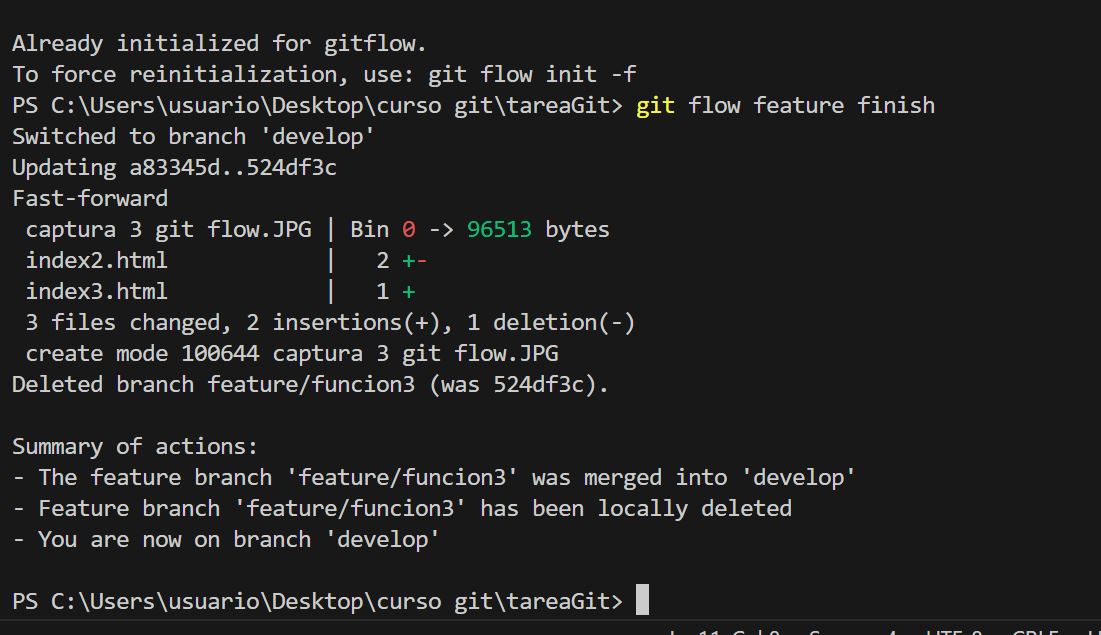 Already initialized for gitflow.
To force reinitialization, use: git flow init -f
PS C:\Users\usuario\Desktop\curso git\tareaGit> git flow feature finish
Switched to branch 'develop'
Updating a83345d..524df3c
Fast-forward
 captura 3 git flow.JPG | Bin 0 -> 96513 bytes
 index2.html            |   2 +-
 index3.html            |   1 +
 3 files changed, 2 insertions(+), 1 deletion(-)
 create mode 100644 captura 3 git flow.JPG
Deleted branch feature/funcion3 (was 524df3c).
Summary of actions:
- The feature branch 'feature/funcion3' was merged into 'develop'
- Feature branch 'feature/funcion3' has been locally deleted
- You are now on branch 'develop'
PS C:\Users\usuario\Desktop\curso git\tareaGit>